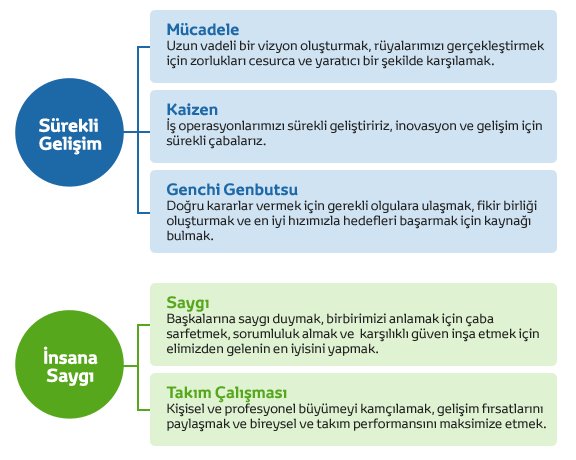 Sürekli
Gelişim
Mücadele
Uzun vadeli bir vizyon oluşturmak, rüyalarımızı gerçekleştirmek
için zorlukları cesurca ve yaratıcı bir şekilde karşılamak.
Kaizen
İş operasyonlarımızı sürekli geliştiririz, inovasyon ve gelişim için
sürekli çabalarız.
Genchi Genbutsu
Doğru kararlar vermek için gerekli olgulara ulaşmak, fikir birliği
oluşturmak ve en iyi hızımızla hedefleri başarmak için kaynağı
bulmak.
İnsana
Saygı
Saygı
Başkalarına saygı duymak, birbirimizi anlamak için çaba
sarfetmek, sorumluluk almak ve karşılıklı güven inşa etmek için
elimizden gelenin en iyisini yapmak.
Takım Çalışması
Kişisel ve profesyonel büyümeyi kamçılamak, gelişim fırsatlarını
paylaşmak ve bireysel ve takım performansını maksimize etmek.